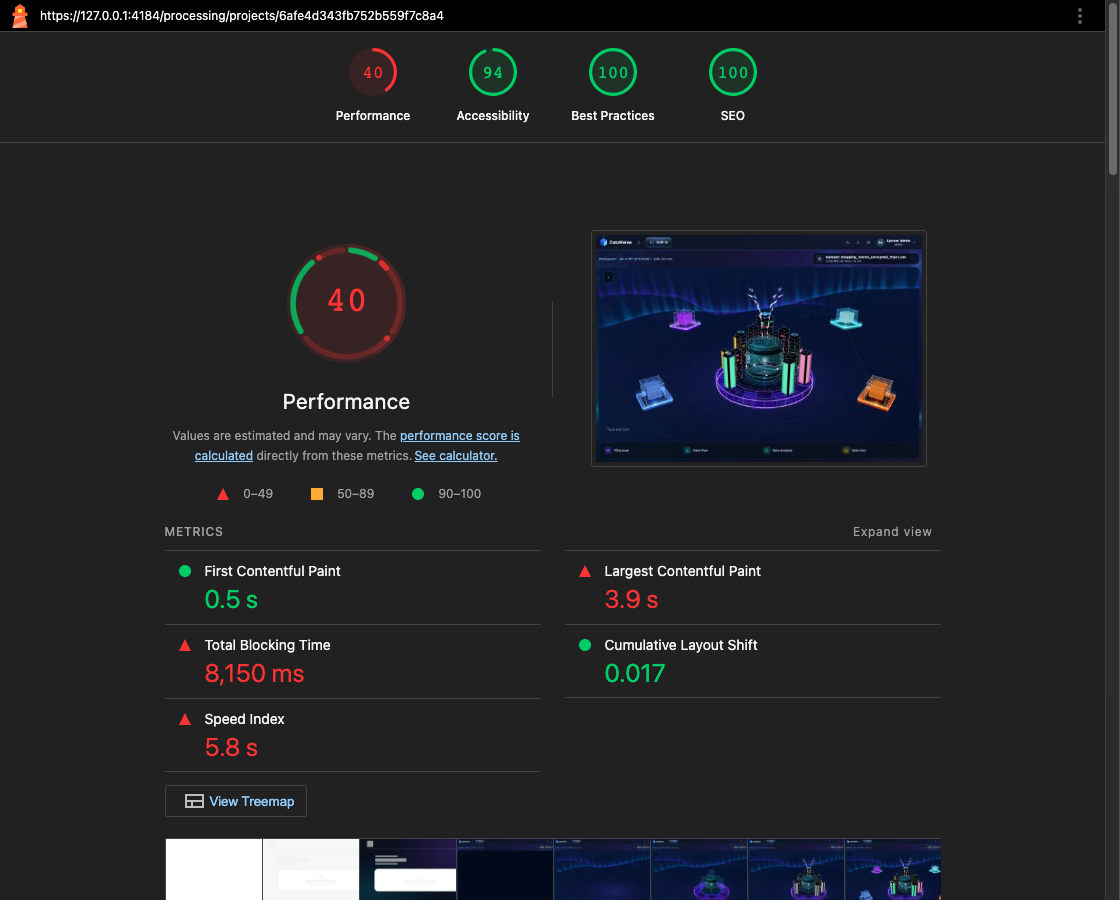 https://127.0.0.1:4184/processing/projects/6afe4d343fb752b559f7c8a4
40
94
100
100
Performance
Accessibility
Best Practices
SEO
40
DataVerse
Performance
Values are estimated and may vary. The performance score is
calculated directly from these metrics. See calculator.
0–49
50–89
90–100
METRICS
Expand view
First Contentful Paint
0.5 s
Largest Contentful Paint
3.9 s
Total Blocking Time
8,150 ms
Cumulative Layout Shift
0.017
Speed Index
5.8 s
View Treemap